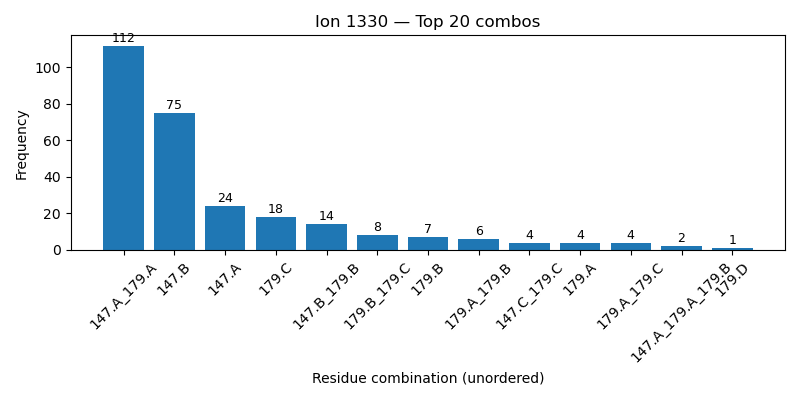 Ion 1330 — Top 20 combos
Frequency
100
80
60
40
20
0
112
75
24
18
14
8
7
6
4
4
4
2
1
147.A_179.A
147.B
147.A
179.C
147.B_179.B
179.B_179.C
179.B
179.A_179.B
147.C_179.C
179.A
179.A_179.C
147.A_179.A_179.B
179.D
Residue combination (unordered)